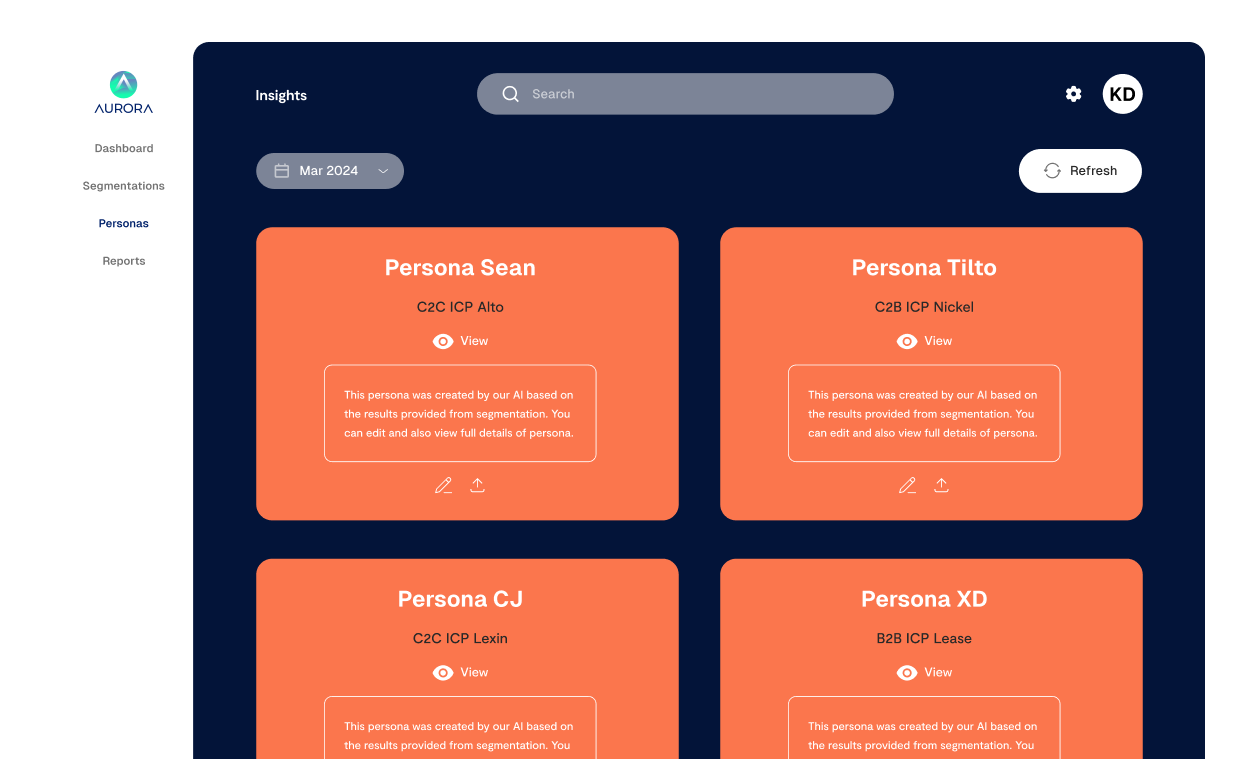 AURORA
Dashboard
Segmentations
Personas
Reports
Insights
Search
KD
Mar 2024
Refresh
Persona Sean
C2C ICP Alto
View
This persona was created by our AI based on
the results provided from segmentation. You
can edit and also view full details of persona.
Persona Tilto
C2B ICP Nickel
View
This persona was created by our AI based on
the results provided from segmentation. You
can edit and also view full details of persona.
Persona CJ
C2C ICP Lexin
View
This persona was created by our AI based on
the results provided from segmentation. You
Persona XD
B2B ICP Lease
View
This persona was created by our AI based on
the results provided from segmentation. You